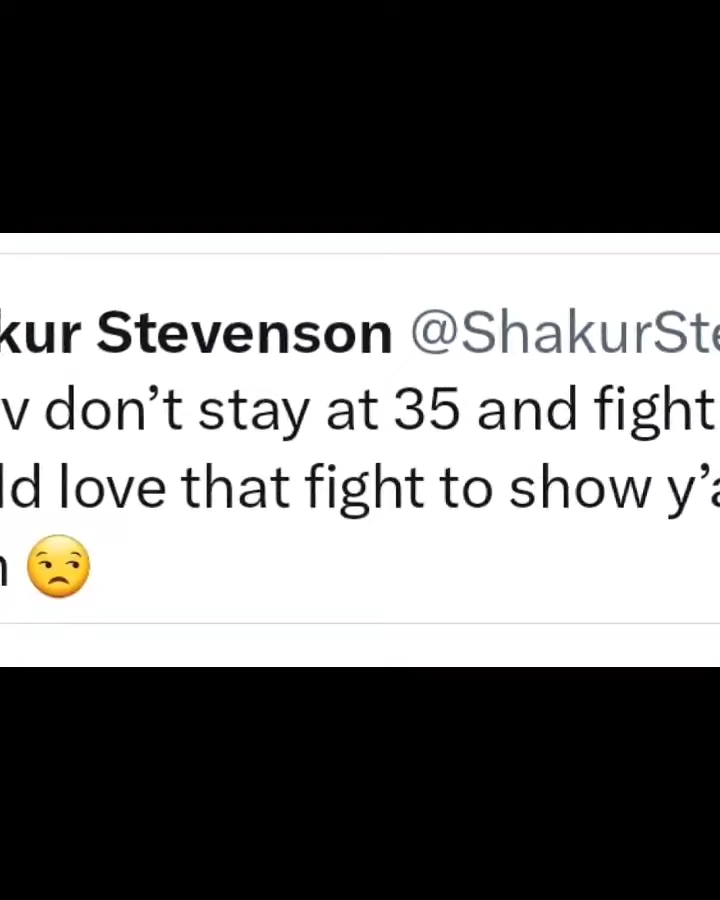 kur Stevenson @ShakurSte
v don’t stay at 35 and fight
ld love that fight to show y’a
n 😒